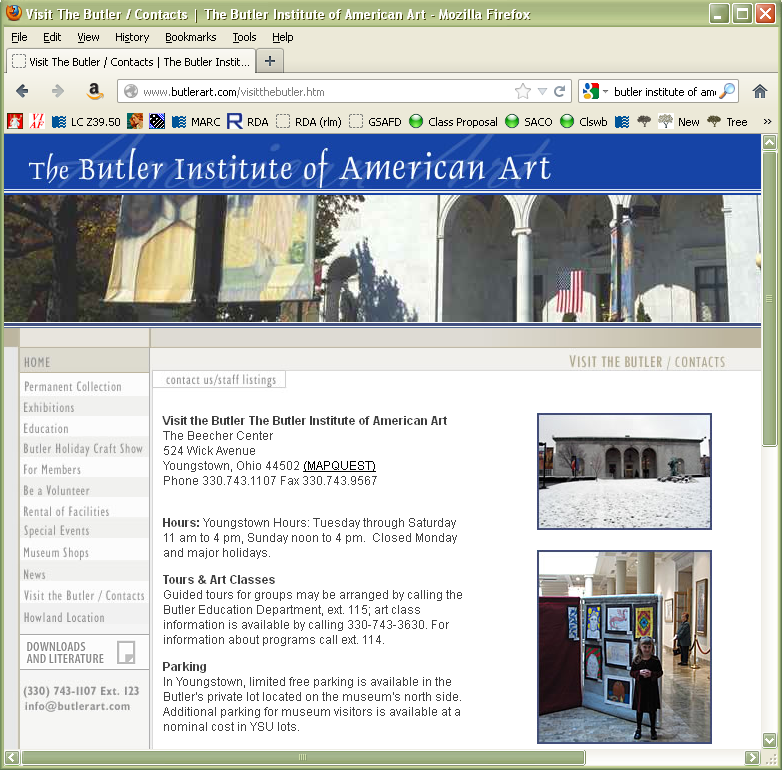 Visit The Butler / Contacts | The Butler Institute of American Art - Mozilla Firefox
File Edit View History Bookmarks Tools Help
Visit The Butler / Contacts | The Butler Instit...
www.butlerart.com/visitthebutler.htm
butler institute of am
LC Z39.50 MARC RDA RDA (rlm) GSAFD Class Proposal SACO Clswb New Tree »
The Butler Institute of American Art
HOME
VISIT THE BUTLER / CONTACTS
contact us/staff listings
Permanent Collection
Exhibitions
Education
Butler Holiday Craft Show
For Members
Be a Volunteer
Rental of Facilities
Special Events
Museum Shops
News
Visit the Butler / Contacts
Howland Location
DOWNLOADS
AND LITERATURE
(330) 743-1107 Ext. 123
info@butlerart.com
Visit the Butler The Butler Institute of American Art
The Beecher Center
524 Wick Avenue
Youngstown, Ohio 44502 (MAPQUEST)
Phone 330.743.1107 Fax 330.743.9567
Hours: Youngstown Hours: Tuesday through Saturday
11 am to 4 pm, Sunday noon to 4 pm. Closed Monday
and major holidays.
Tours & Art Classes
Guided tours for groups may be arranged by calling the
Butler Education Department, ext. 115; art class
information is available by calling 330-743-3630. For
information about programs call ext. 114.
Parking
In Youngstown, limited free parking is available in the
Butler's private lot located on the museum's north side.
Additional parking for museum visitors is available at a
nominal cost in YSU lots.